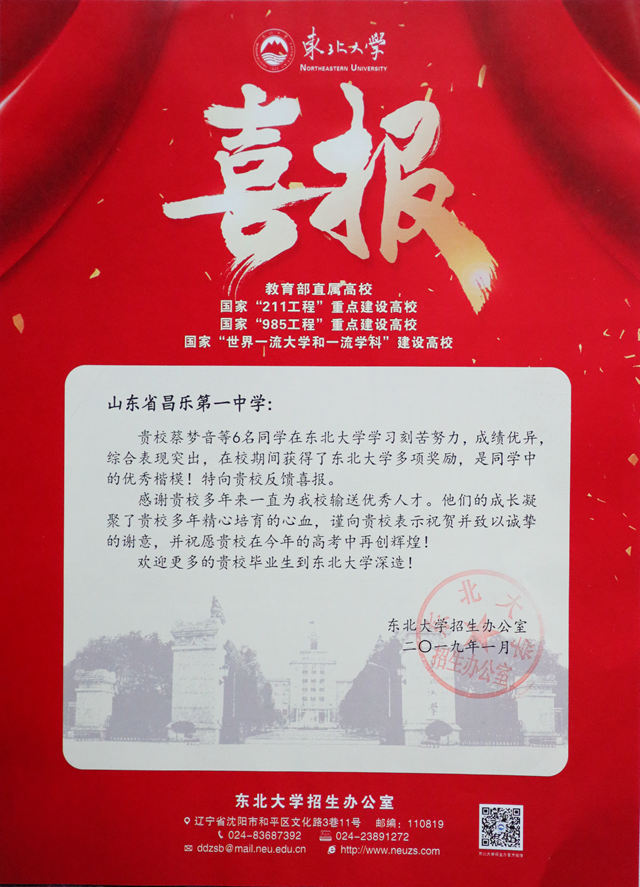 東北大学
NORTHEASTERN UNIVERSITY
喜报
教育部直属高校
国家“211工程”重点建设高校
国家“985工程”重点建设高校
国家“世界一流大学和一流学科”建设高校
山东省昌乐第一中学：
贵校蔡梦音等6名同学在东北大学学习刻苦努力，成绩优异，
综合表现突出，在校期间获得了东北大学多项奖励，是同学中
的优秀楷模！特向贵校反馈喜报。
感谢贵校多年来一直为我校输送优秀人才。他们的成长凝
聚了贵校多年精心培育的心血，谨向贵校表示祝贺并致以诚挚
的谢意，并祝愿贵校在今年的高考中再创辉煌！
欢迎更多的贵校毕业生到东北大学深造！
东北大学招生办公室
二〇一九年一月
北大
招生办公室
东北大学招生办公室
辽宁省沈阳市和平区文化路3巷11号 邮编：110819
024-83687392 024-23891272
ddzsb@mail.neu.edu.cn http://www.neuzs.com